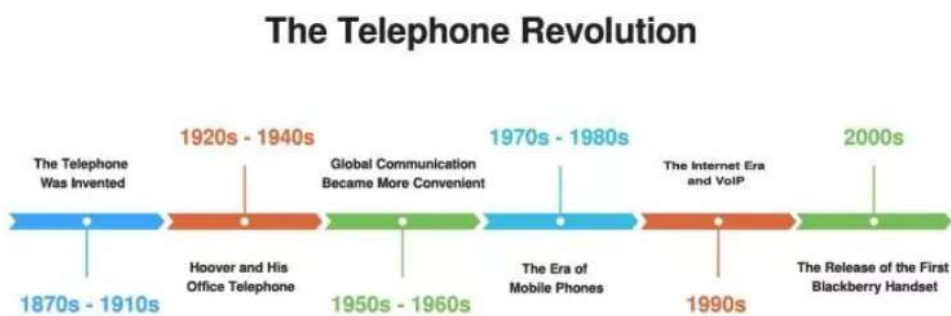 The Telephone Revolution
The Telephone
Was Invented
1870s - 1910s
1920s - 1940s
Hoover and His
Office Telephone
Global Communication
Became More Convenient
1950s - 1960s
1970s - 1980s
The Era of
Mobile Phones
The Internet Era
and VoIP
1990s
2000s
The Release of the First
Blackberry Handset